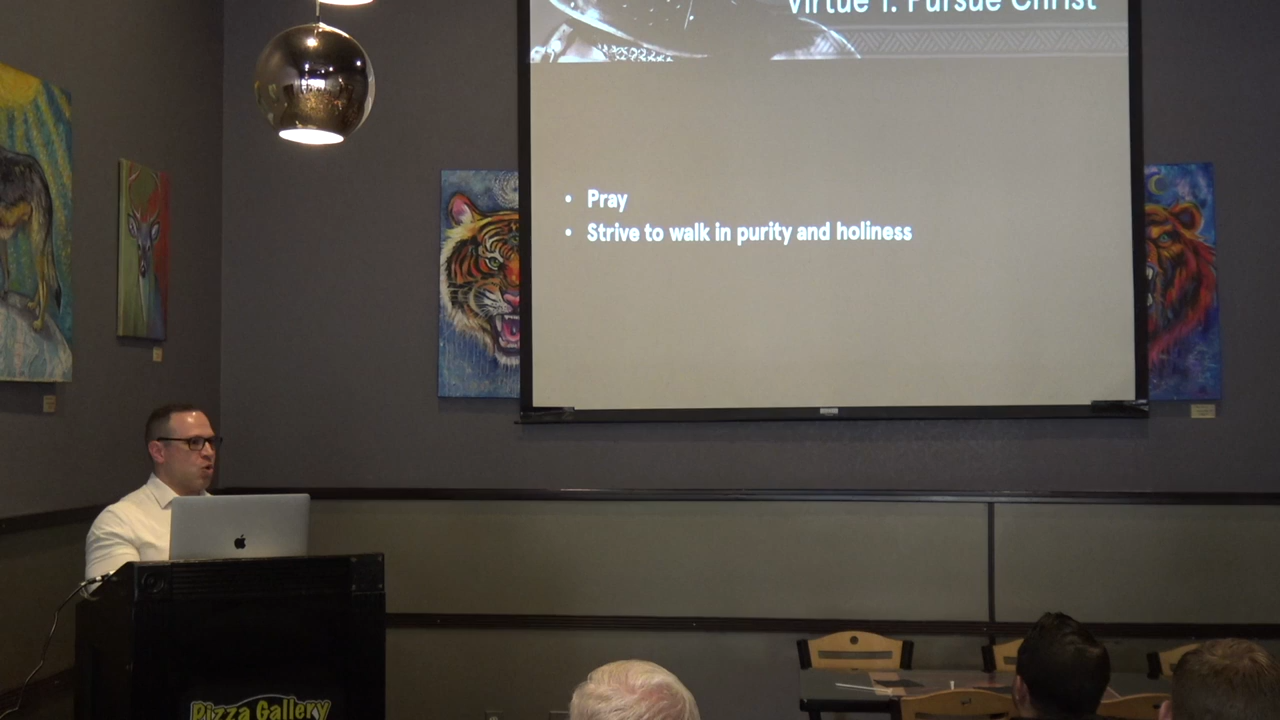 Virtue 1: Pursue Christ
• Pray
• Strive to walk in purity and holiness
Pizza Gallery